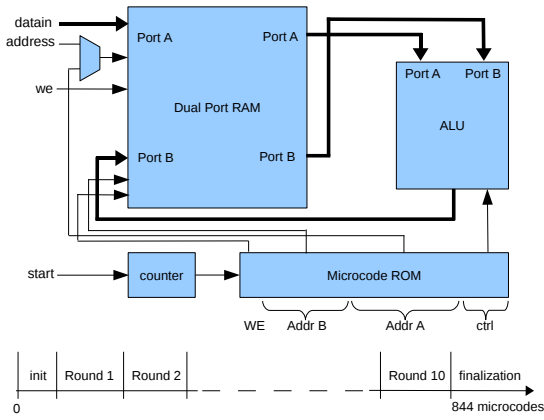 datain
address
we
Port A
Port A
Dual Port RAM
Port B
Port B
Port A
Port B
ALU
start
counter
Microcode ROM
WE
Addr B
Addr A
ctrl
init
Round 1
Round 2
Round 10
finalization
0
844 microcodes